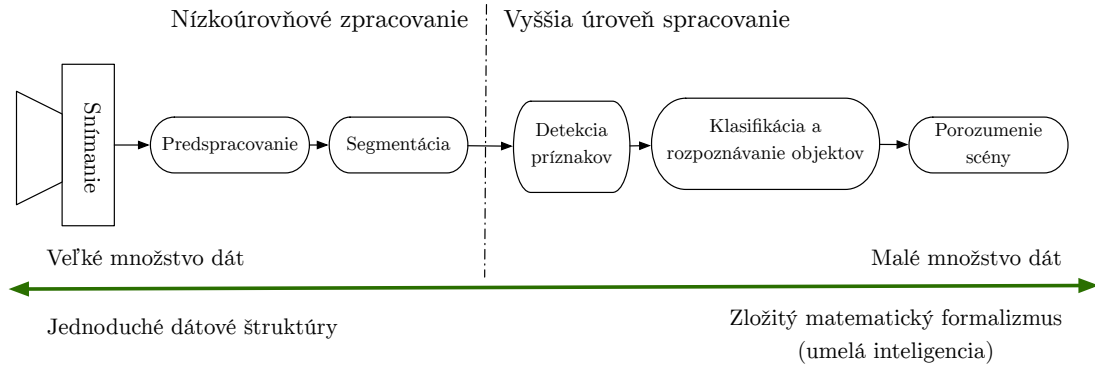 Nízkoúrovňové zpracovanie
Vyššia úroveň spracovanie
Snímanie
Predspracovanie
Segmentácia
Detekcia
príznakov
Klasifikácia a
rozpoznávanie objektov
Porozumenie
scény
Veľké množstvo dát
Malé množstvo dát
Jednoduché dátové štruktúry
Zložitý matematický formalizmus
(umelá inteligencia)